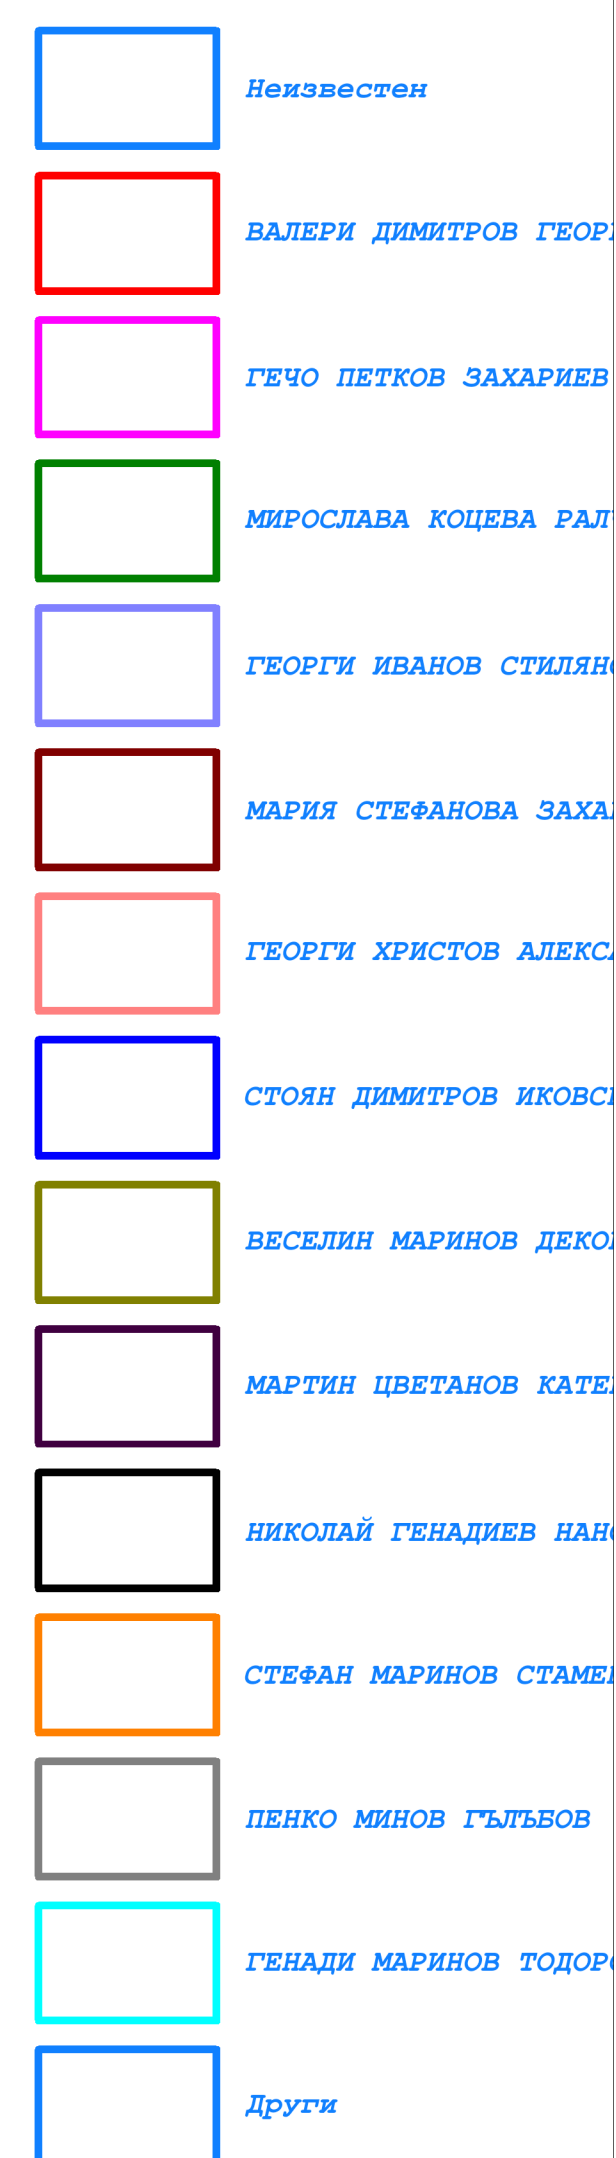 Неизвестен
ВАЛЕРИ ДИМИТРОВ
ГЕЧО ПЕТКОВ ЗАХАРИЕВ
МИРОСЛАВА КОЦЕВА
ГЕОРГИ ИВАНОВ
МАРИЯ СТЕФАНОВА
ГЕОРГИ ХРИСТОВ
СТОЯН ДИМИТРОВ
ВЕСЕЛИН МАРИНОВ
МАРТИН ЦВЕТАНОВ
НИКОЛАЙ ГЕНАДИЕВ
СТЕФАН МАРИНОВ
ПЕНКО МИНОВ ГЪЛЪБОВ
ГЕНАДИ МАРИНОВ
Други